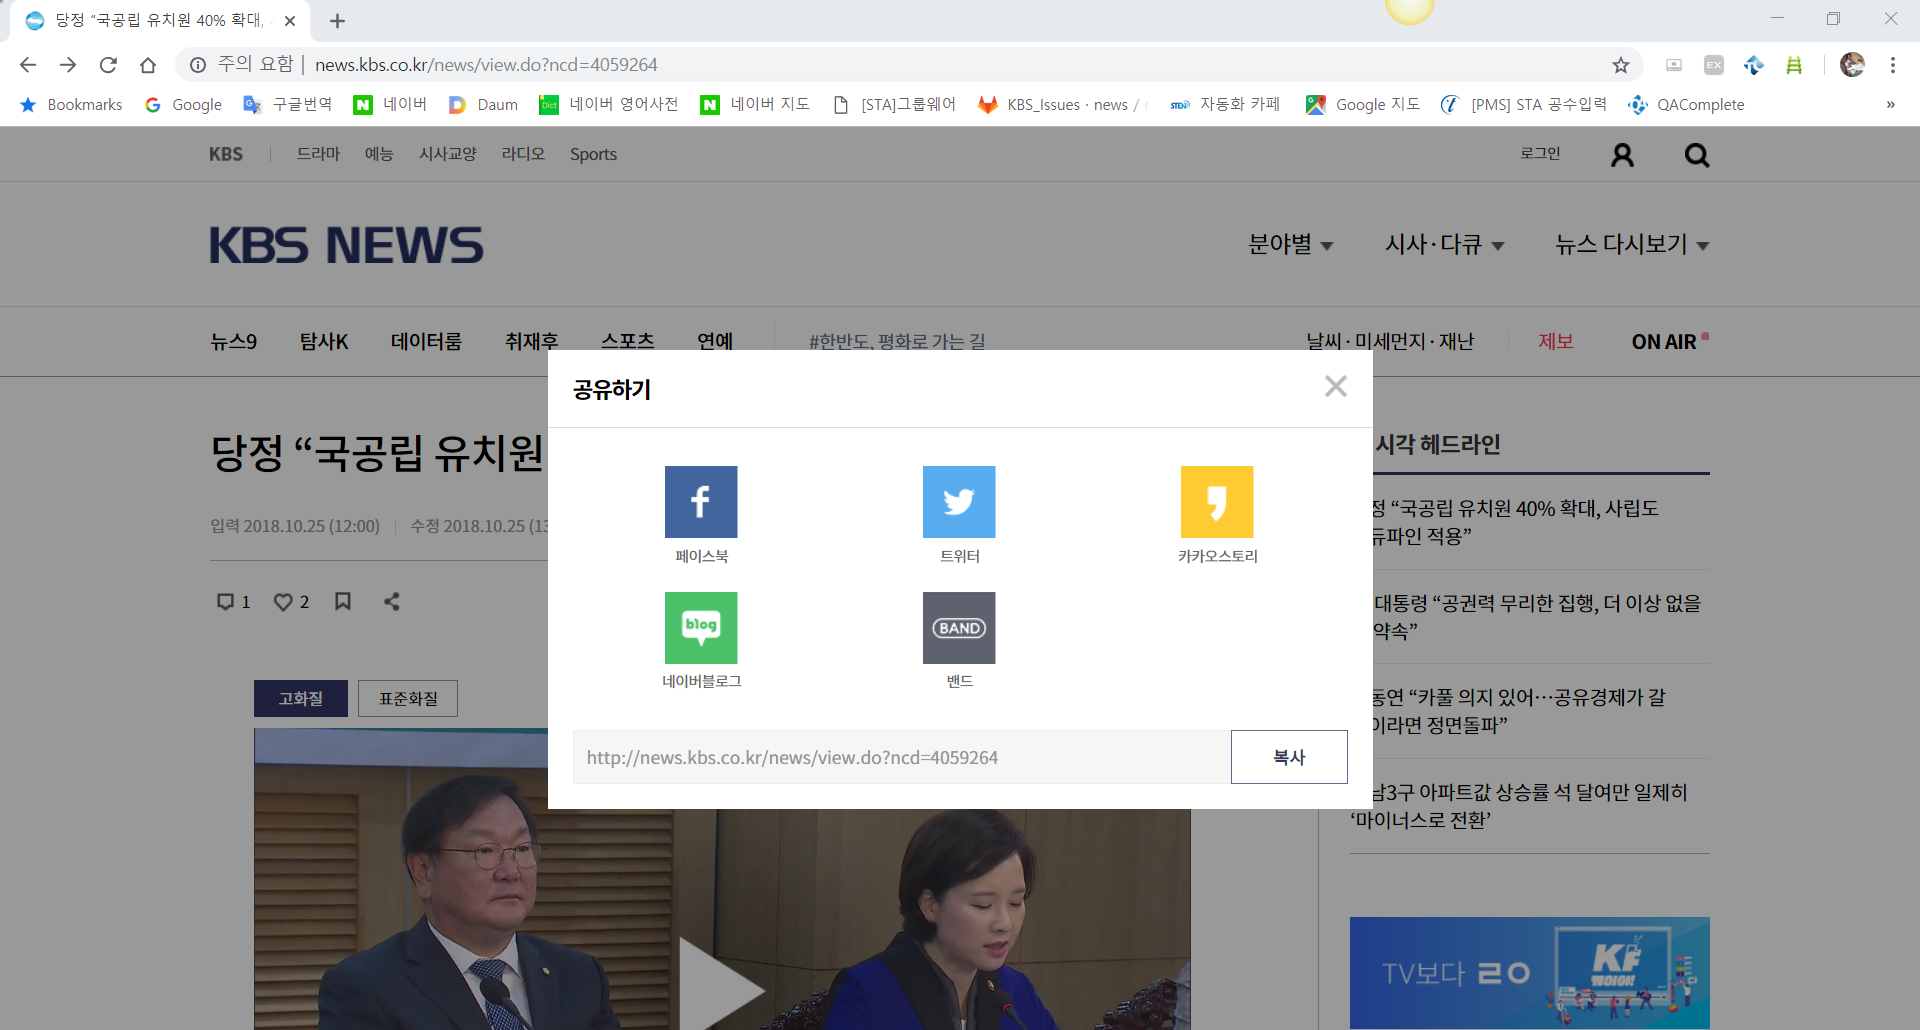 당정 “국공립 유치원 40% 확대,
주의 요함 | news.kbs.co.kr/news/view.do?ncd=4059264
Bookmarks Google 구글번역 네이버 Daum 네이버 영어사전 네이버 지도 [STA]그룹웨어 KBS_Issues · news / 자동화 카페 Google 지도 [PMS] STA 공수입력 QAComplete »
KBS 드라마 예능 시사교양 라디오 Sports 로그인
KBS NEWS 분야별 시사·다큐 뉴스 다시보기
뉴스9 탐사K 데이터룸 취재후 스포츠 연예 #한반도, 평화로 가는 길 날씨·미세먼지·재난 제보 ON AIR
공유하기
당정 “국공립 유치원
시각 헤드라인
입력 2018.10.25 (12:00) 수정 2018.10.25 (13
정 “국공립 유치원 40% 확대, 사립도
듀파인 적용”
페이스북 트위터 카카오스토리
1 2
대통령 “공권력 무리한 집행, 더 이상 없을
약속”
blog BAND
네이버블로그 밴드
고화질 표준화질
동연 “카풀 의지 있어…공유경제가 갈
이라면 정면돌파”
http://news.kbs.co.kr/news/view.do?ncd=4059264 복사
남3구 아파트값 상승률 석 달여만 일제히
‘마이너스로 전환’
TV보다